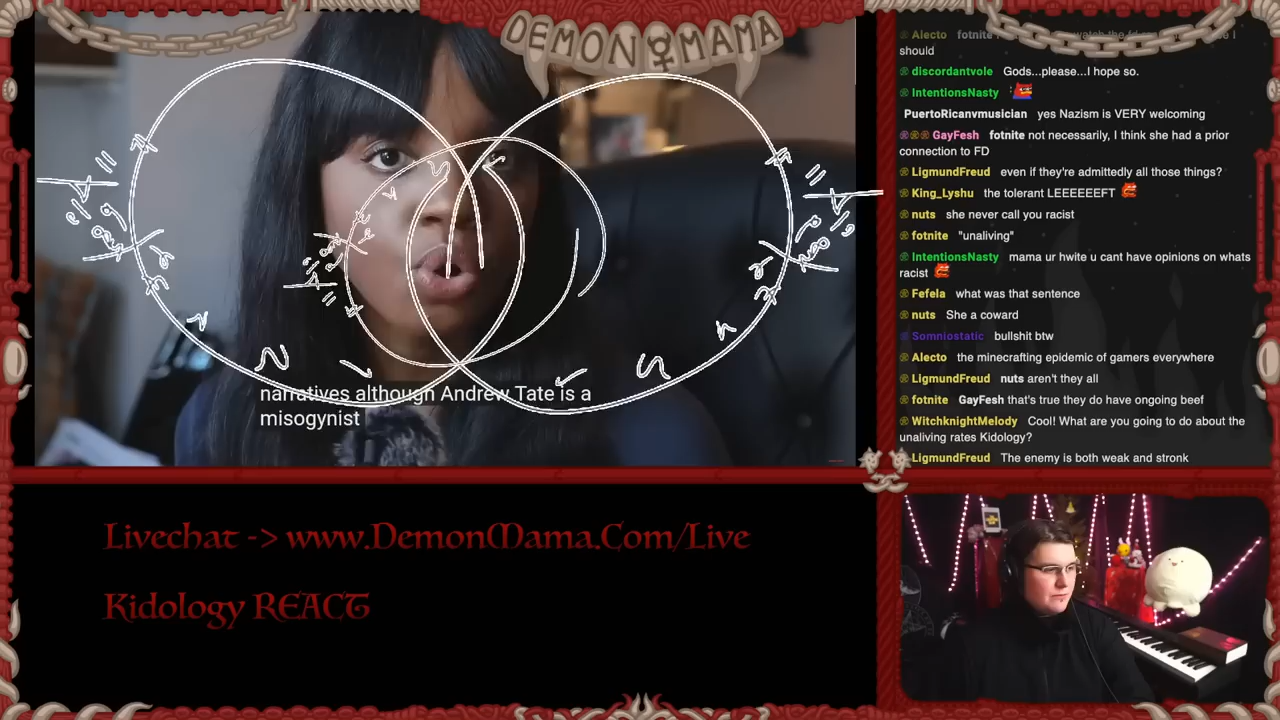 DEMON MAMA
narratives although Andrew Tate is a
misogynist
Alecto fotnite
should
discordantvole Gods...please...I hope so.
IntentionsNasty :
PuertoRicanvmusician yes Nazism is VERY welcoming
GayFesh fotnite not necessarily, I think she had a prior
connection to FD
LigmundFreud even if they're admittedly all those things?
King_Lyshu the tolerant LEEEEEEFT
nuts she never call you racist
fotnite "unaliving"
IntentionsNasty mama ur hwite u cant have opinions on whats
racist
Fefela what was that sentence
nuts She a coward
Somniostatic bullshit btw
Alecto the minecrafting epidemic of gamers everywhere
LigmundFreud nuts aren't they all
fotnite GayFesh that's true they do have ongoing beef
WitchknightMelody Cool! What are you going to do about the
unaliving rates Kidology?
LigmundFreud The enemy is both weak and stronk
Livechat -> www.DemonMama.Com/Live
Kidology REACT